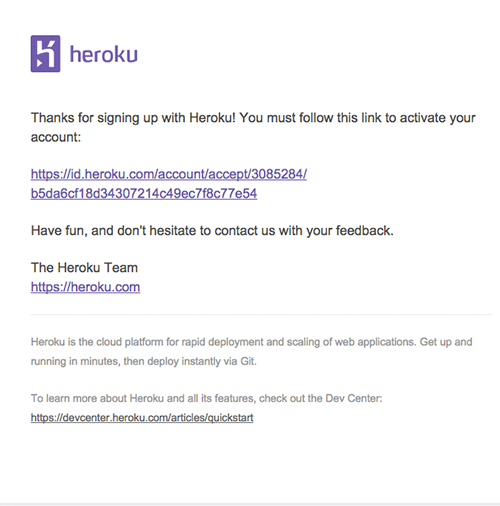 heroku
Thanks for signing up with Heroku! You must follow this link to activate your
account:
https://id.heroku.com/account/accept/3085284/
b5da6cf18d34307214c49ec7f8c77e54
Have fun, and don't hesitate to contact us with your feedback.
The Heroku Team
https://heroku.com
Heroku is the cloud platform for rapid deployment and scaling of web applications. Get up and
running in minutes, then deploy instantly via Git.
To learn more about Heroku and all its features, check out the Dev Center:
https://devcenter.heroku.com/articles/quickstart